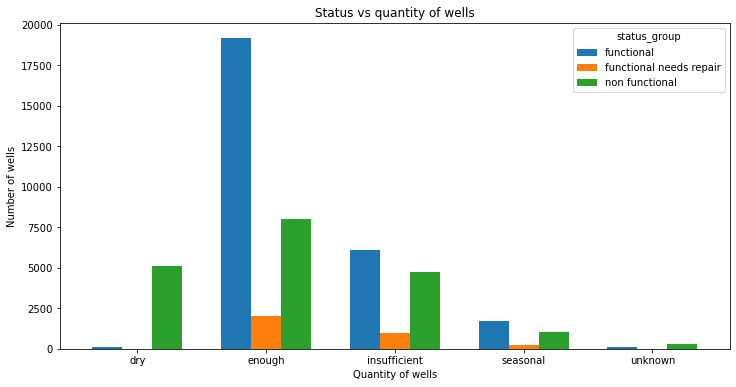 Status vs quantity of wells
status_group
functional
functional needs repair
non functional
Number of wells
20000
17500
15000
12500
10000
7500
5000
2500
0
dry enough insufficient seasonal unknown
Quantity of wells